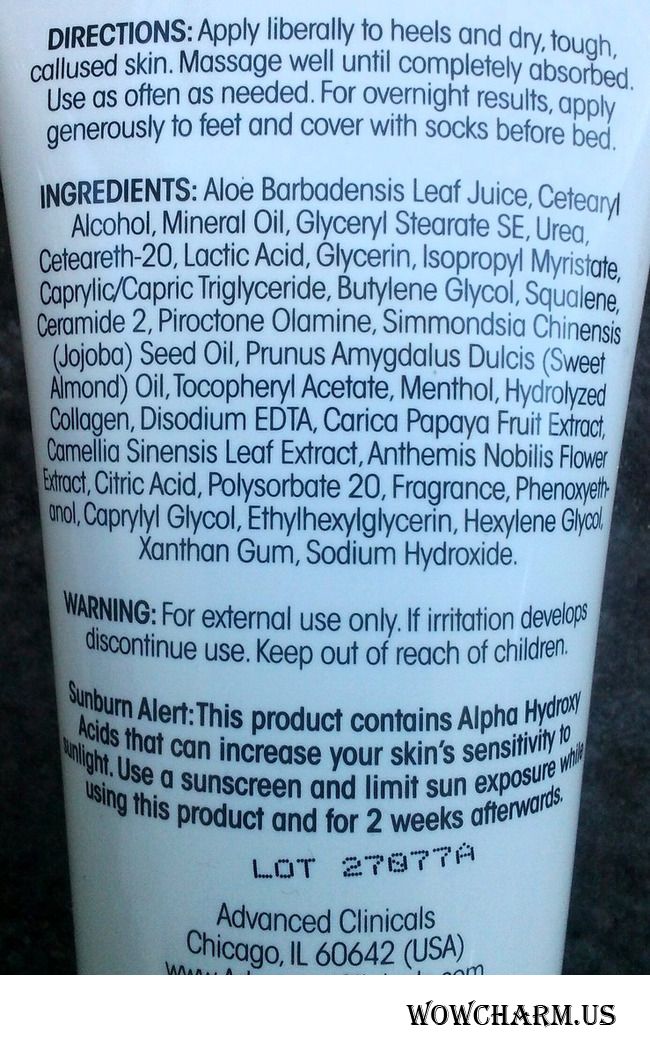 DIRECTIONS: Apply liberally to heels and dry, tough,
callused skin. Massage well until completely absorbed.
Use as often as needed. For overnight results, apply
generously to feet and cover with socks before bed.
INGREDIENTS: Aloe Barbadensis Leaf Juice, Cetearyl
Alcohol, Mineral Oil, Glyceryl Stearate SE, Urea,
Ceteareth-20, Lactic Acid, Glycerin, Isopropyl Myristate,
Caprylic/Capric Triglyceride, Butylene Glycol, Squalene,
Ceramide 2, Piroctone Olamine, Simmondsia Chinensis
(Jojoba) Seed Oil, Prunus Amygdalus Dulcis (Sweet
Almond) Oil, Tocopheryl Acetate, Menthol, Hydrolyzed
Collagen, Disodium EDTA, Carica Papaya Fruit Extract,
Camellia Sinensis Leaf Extract, Anthemis Nobilis Flower
Extract, Citric Acid, Polysorbate 20, Fragrance, Phenoxyeth-
anol, Caprylyl Glycol, Ethylhexylglycerin, Hexylene Glycol,
Xanthan Gum, Sodium Hydroxide.
WARNING: For external use only. If irritation develops
discontinue use. Keep out of reach of children.
Sunburn Alert: This product contains Alpha Hydroxy
Acids that can increase your skin's sensitivity to
sunlight. Use a sunscreen and limit sun exposure while
using this product and for 2 weeks afterwards.
LOT 27077A
Advanced Clinicals
Chicago, IL 60642 (USA)
WOWCHARM.US